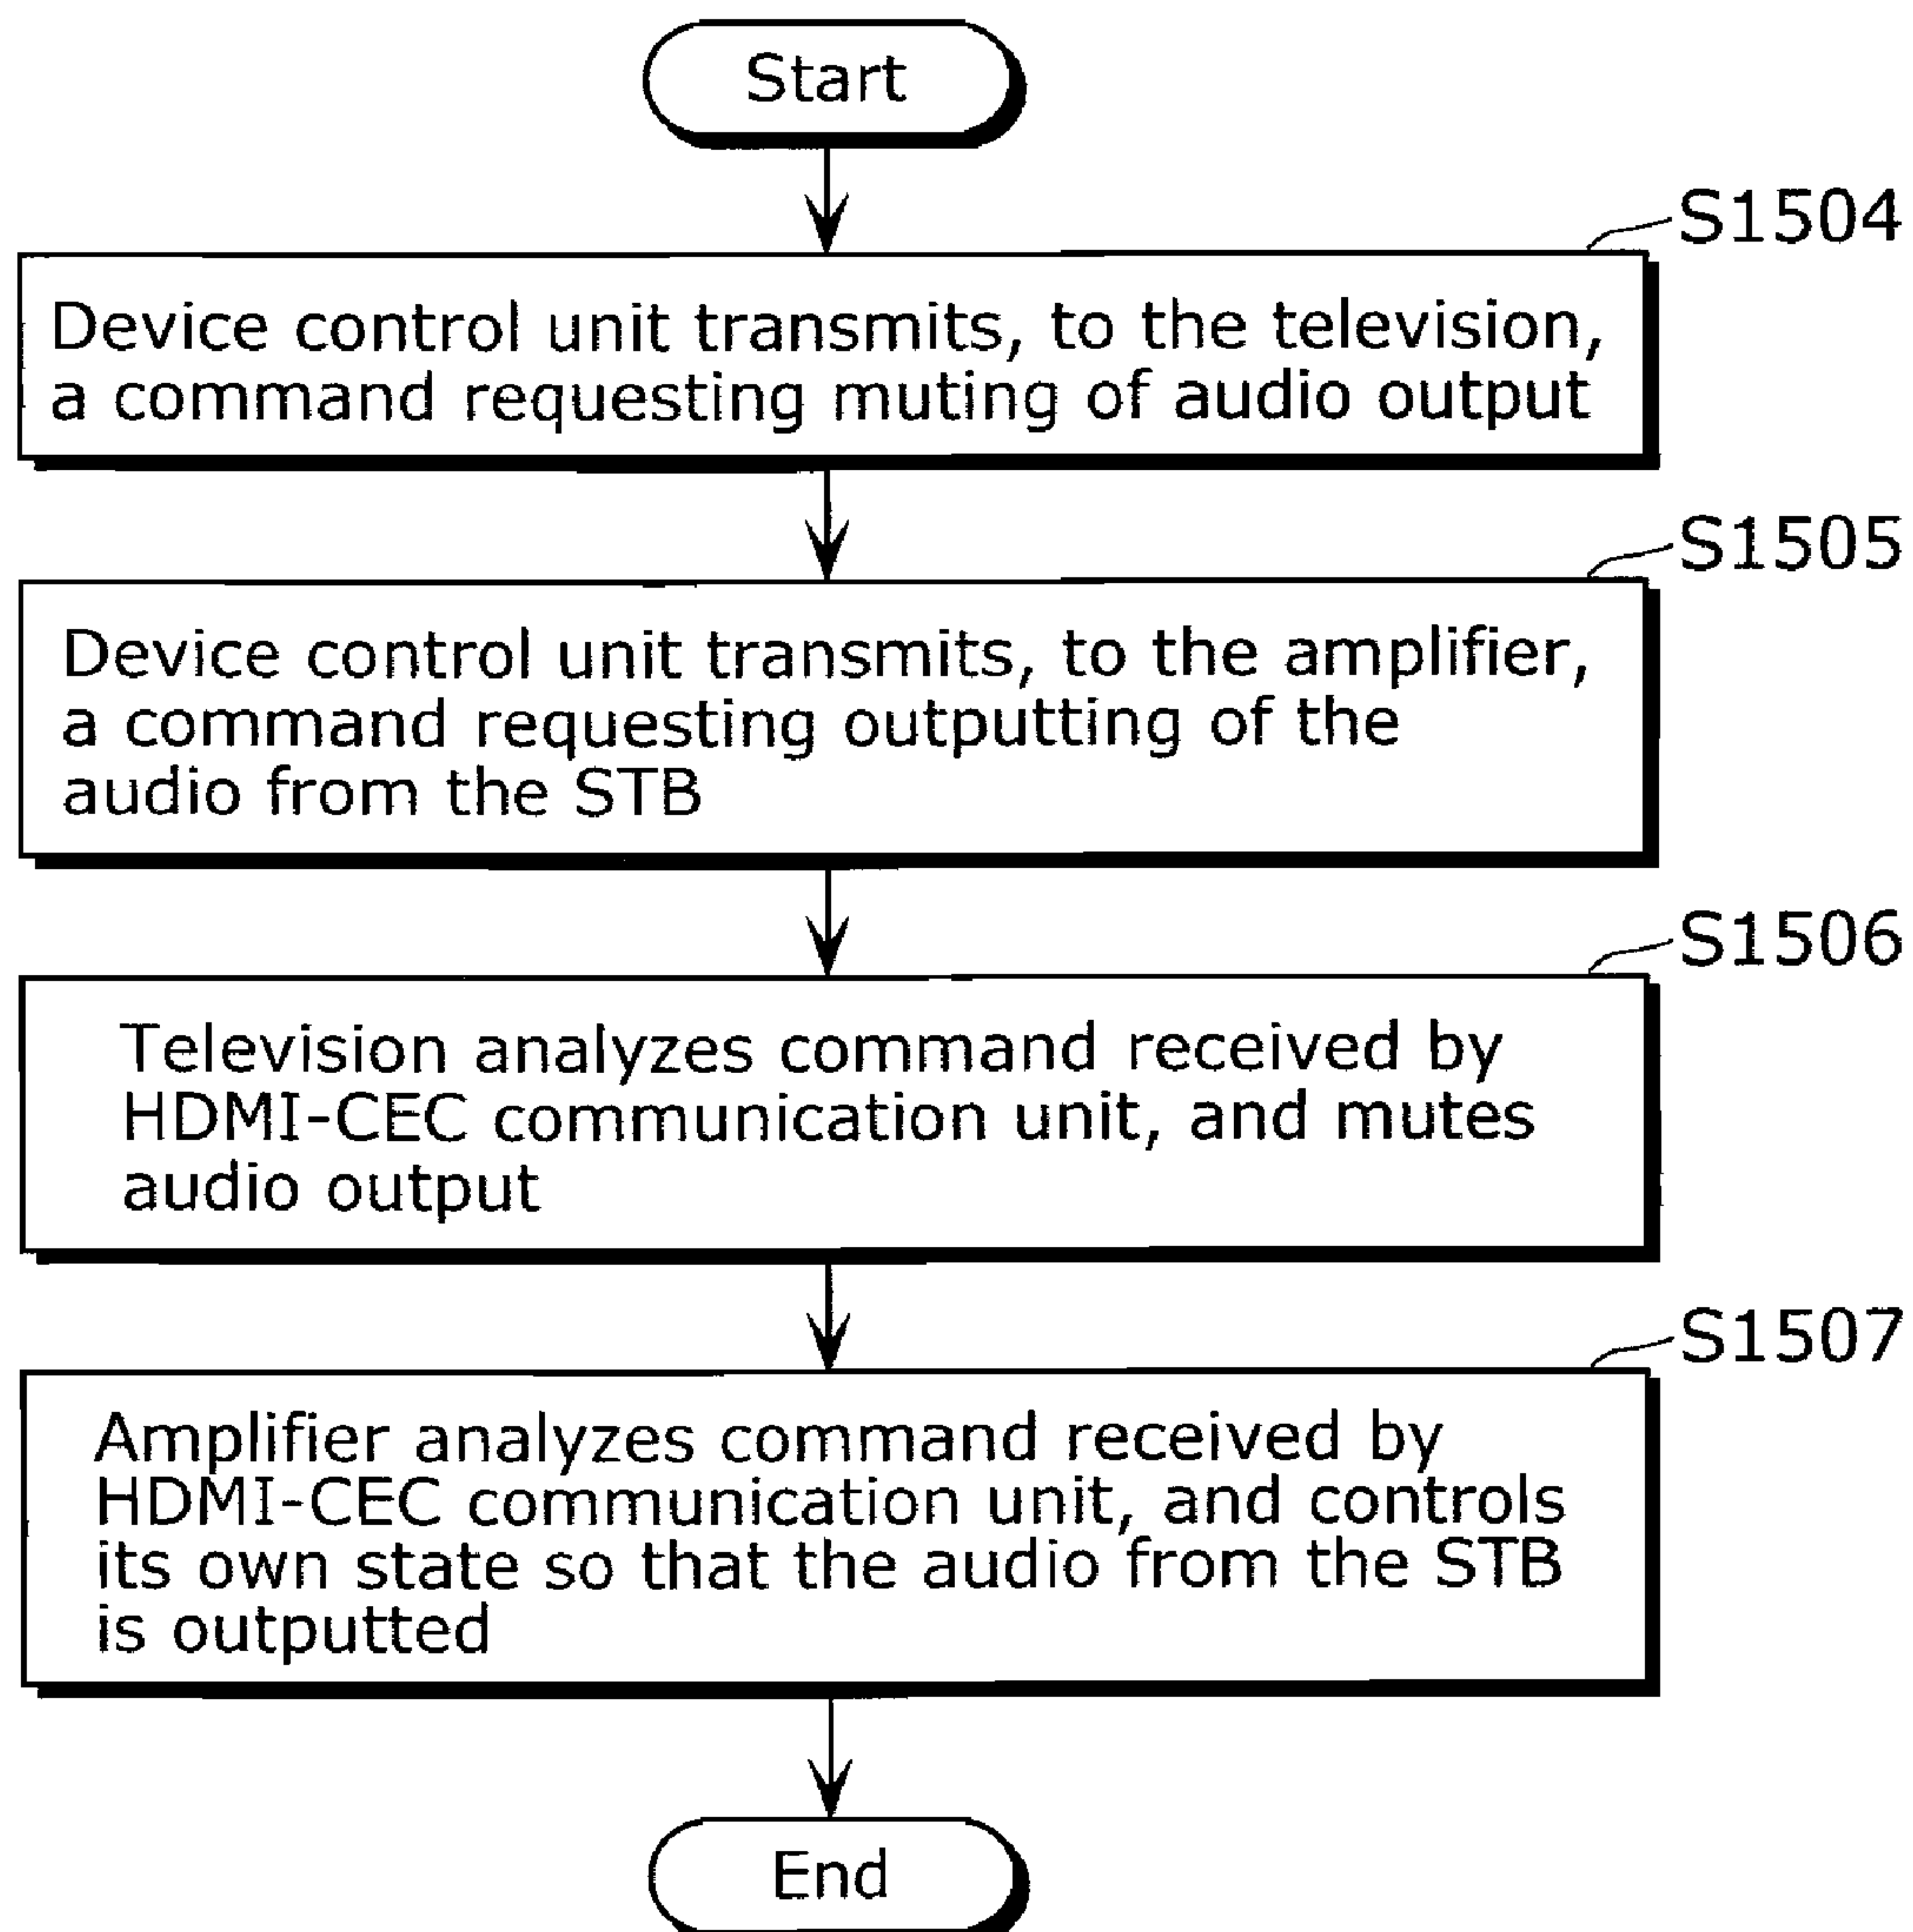 Start
S1504
Device control unit transmits, to the television,
a command requesting muting of audio output
S1505
Device control unit transmits, to the amplifier,
a command requesting outputting of the
audio from the STB
S1506
Television analyzes command received by
HDMI-CEC communication unit, and mutes
audio output
S1507
Amplifier analyzes command received by
HDMI-CEC communication unit, and controls
its own state so that the audio from the STB
is outputted
End